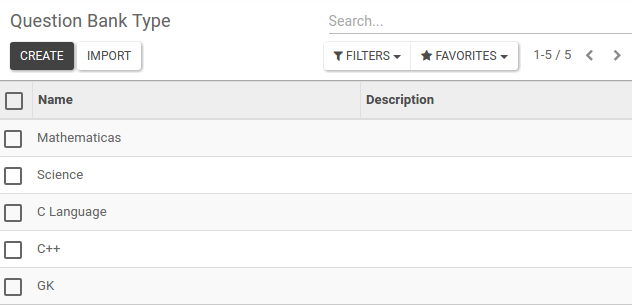 Question Bank Type
Search...
CREATE IMPORT FILTERS FAVORITES 1-5 / 5
Name Description
Mathematicas
Science
C Language
C++
GK